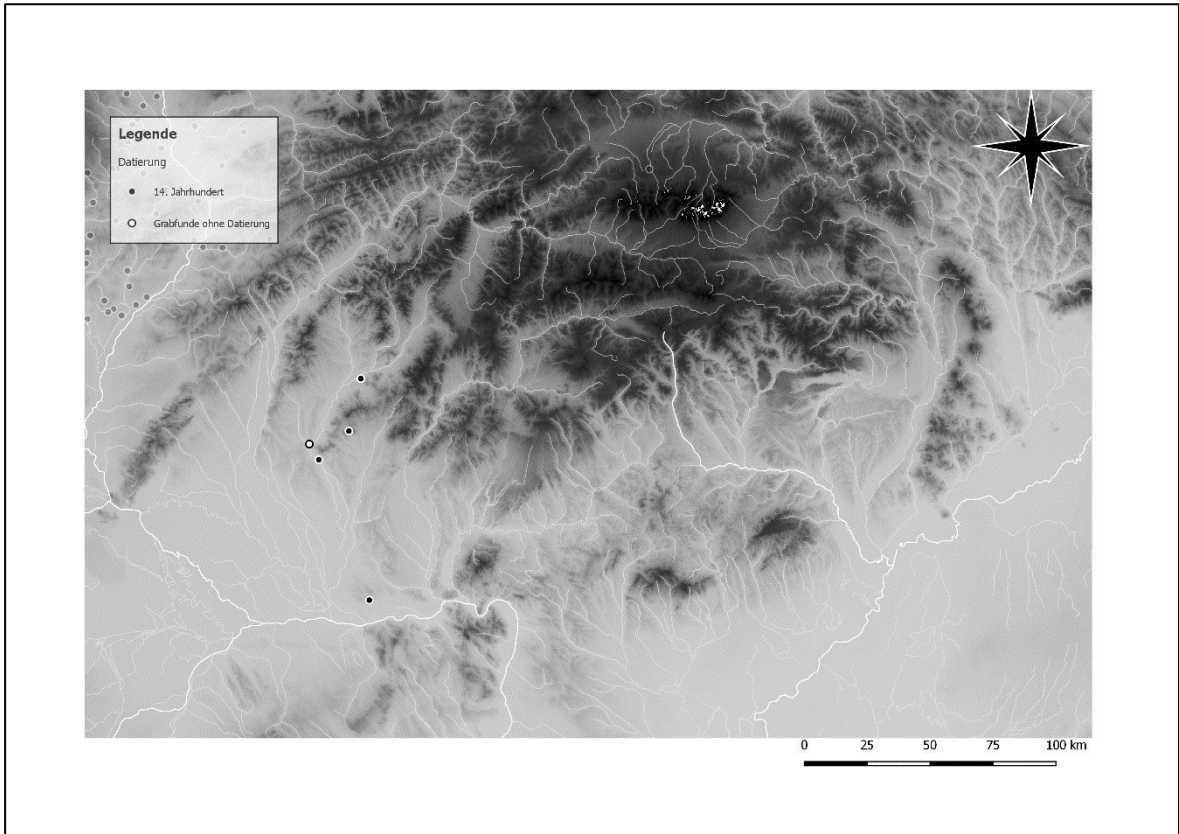 Legende
Datierung
14. Jahrhundert
Grabfunde ohne Datierung
0 25 50 75 100 km